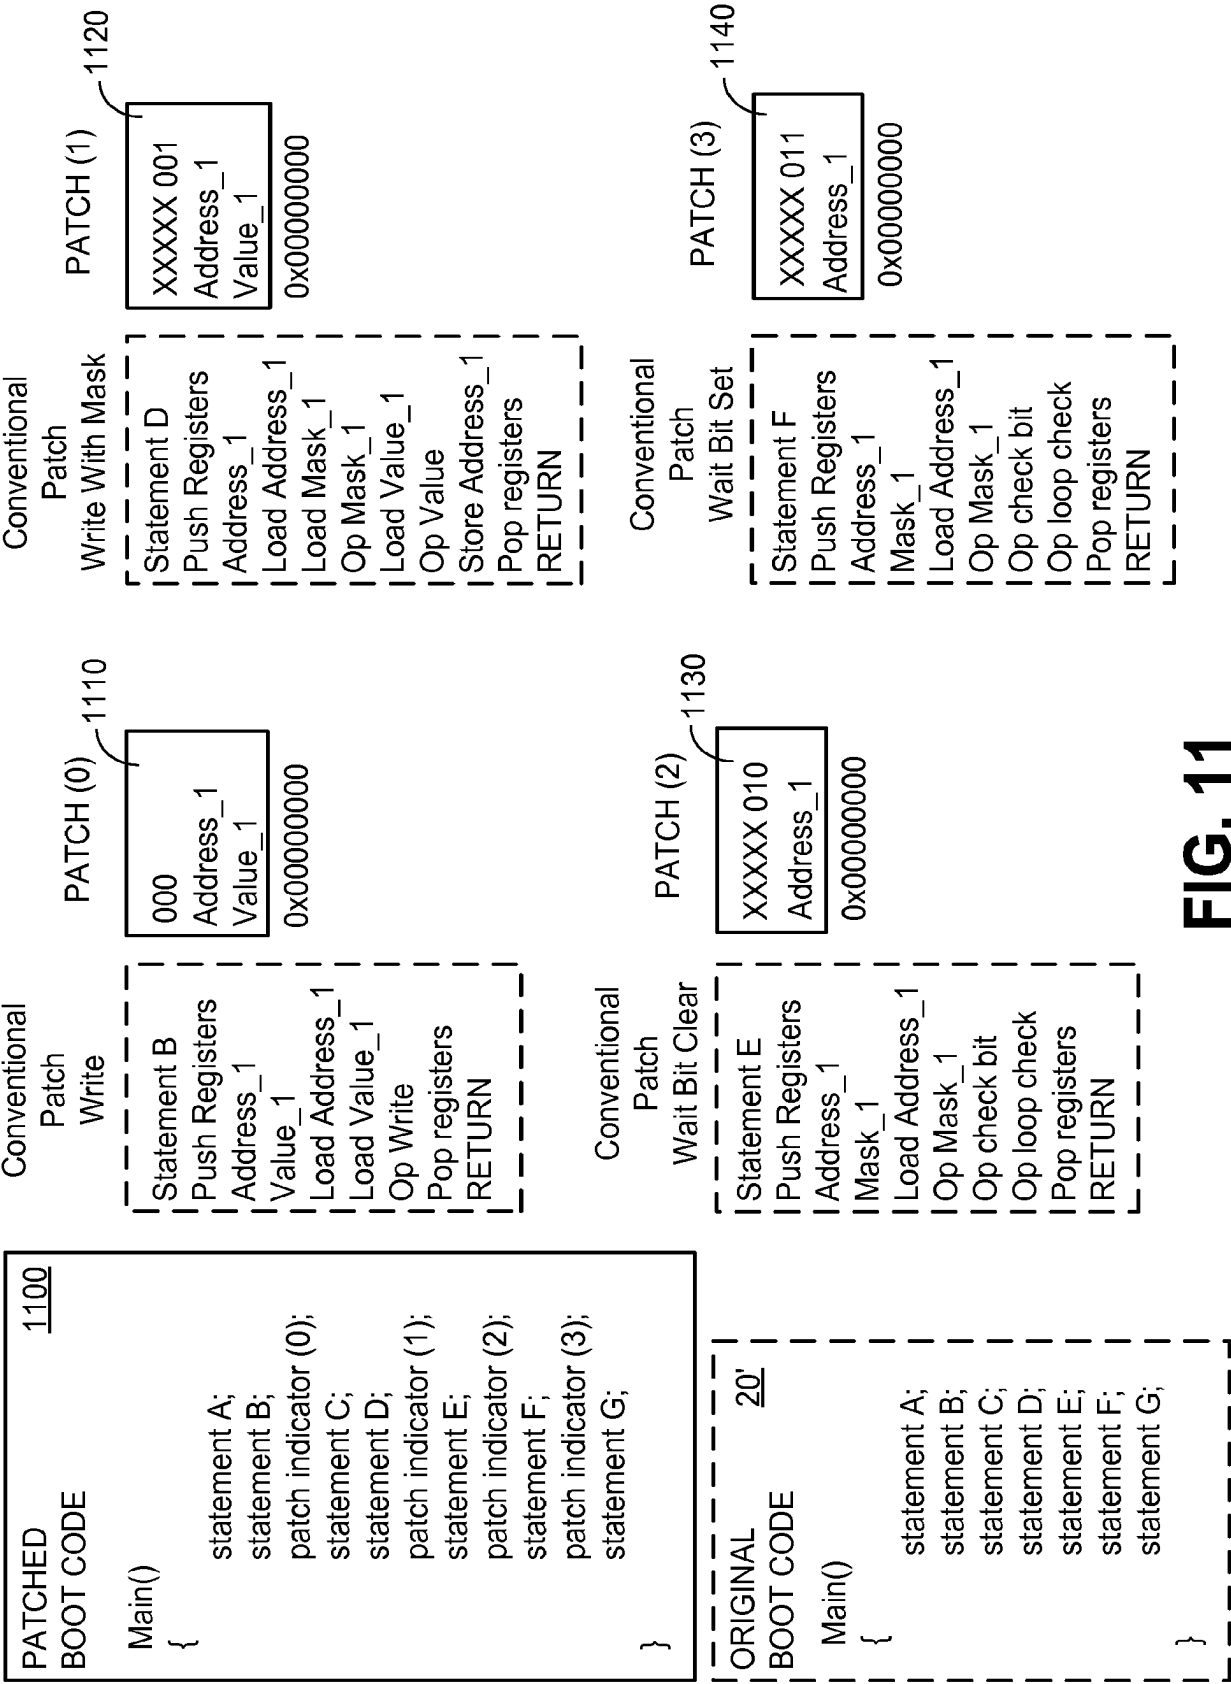 PATCHED
BOOT CODE
1100
Main()
{
statement A;
statement B;
patch indicator (0);
statement C;
statement D;
patch indicator (1);
statement E;
patch indicator (2);
statement F;
patch indicator (3);
statement G;
}
ORIGINAL
BOOT CODE
20'
Main()
{
statement A;
statement B;
statement C;
statement D;
statement E;
statement F;
statement G;
}
Conventional
Patch
Write
Statement B
Push Registers
Address_1
Value_1
Load Address_1
Load Value_1
Op Write
Pop registers
RETURN
PATCH (0)
1110
000
Address_1
Value_1
0x00000000
Conventional
Patch
Write With Mask
Statement D
Push Registers
Address_1
Load Address_1
Load Mask_1
Op Mask_1
Load Value_1
Op Value
Store Address_1
Pop registers
RETURN
PATCH (1)
1120
XXXXX 001
Address_1
Value_1
0x00000000
Conventional
Patch
Wait Bit Clear
Statement E
Push Registers
Address_1
Mask_1
Load Address_1
Op Mask_1
Op check bit
Op loop check
Pop registers
RETURN
PATCH (2)
1130
XXXXX 010
Address_1
0x00000000
Conventional
Patch
Wait Bit Set
Statement F
Push Registers
Address_1
Mask_1
Load Address_1
Op Mask_1
Op check bit
Op loop check
Pop registers
RETURN
PATCH (3)
1140
XXXXX 011
Address_1
0x00000000
FIG. 11